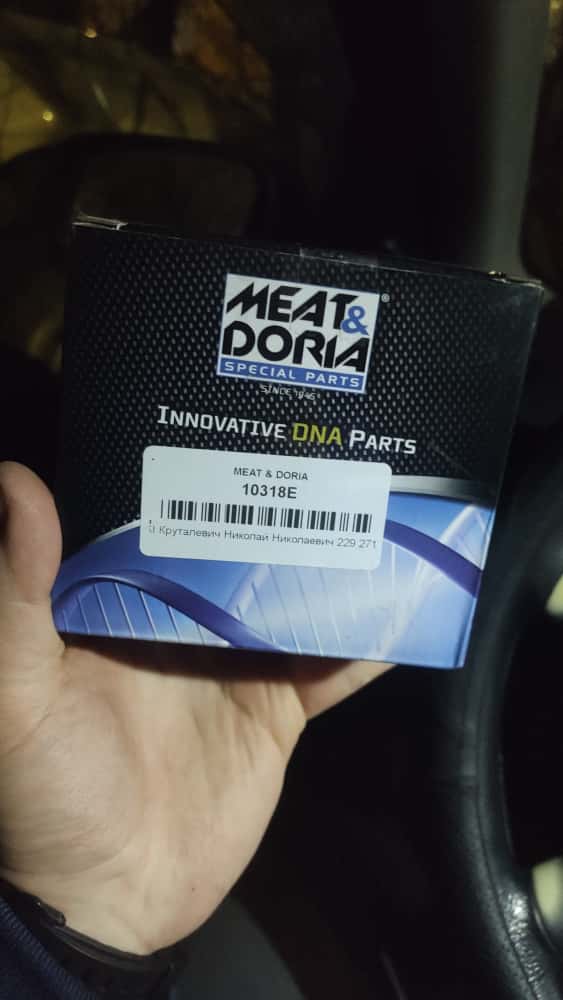 MEAT&
DORIA®
SPECIAL PARTS
SINCE 1945
INNOVATIVE DNA PARTS
MEAT & DORIA
10318E
Круталевич Николай Николаевич 229 271